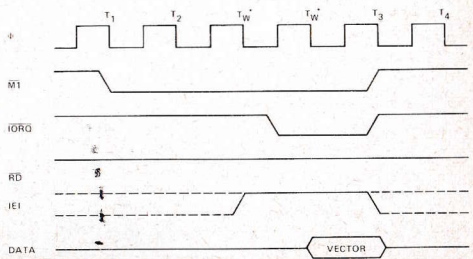 T1 T2 TW* TW* T3 T4
Φ
M1
IORQ
RD
IEI
DATA VECTOR